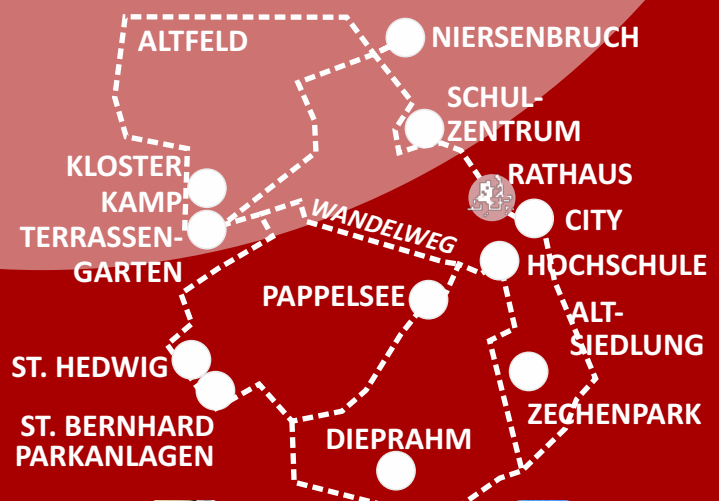 ALTFELD
NIERSENBRUCH
SCHUL-
ZENTRUM
KLOSTER
KAMP
TERRASSEN-
GARTEN
RATHAUS
CITY
WANDELWEG
HOCHSCHULE
PAPPELSEE
ALT-
SIEDLUNG
ST. HEDWIG
ZECHENPARK
ST. BERNHARD
PARKANLAGEN
DIEPRAHM